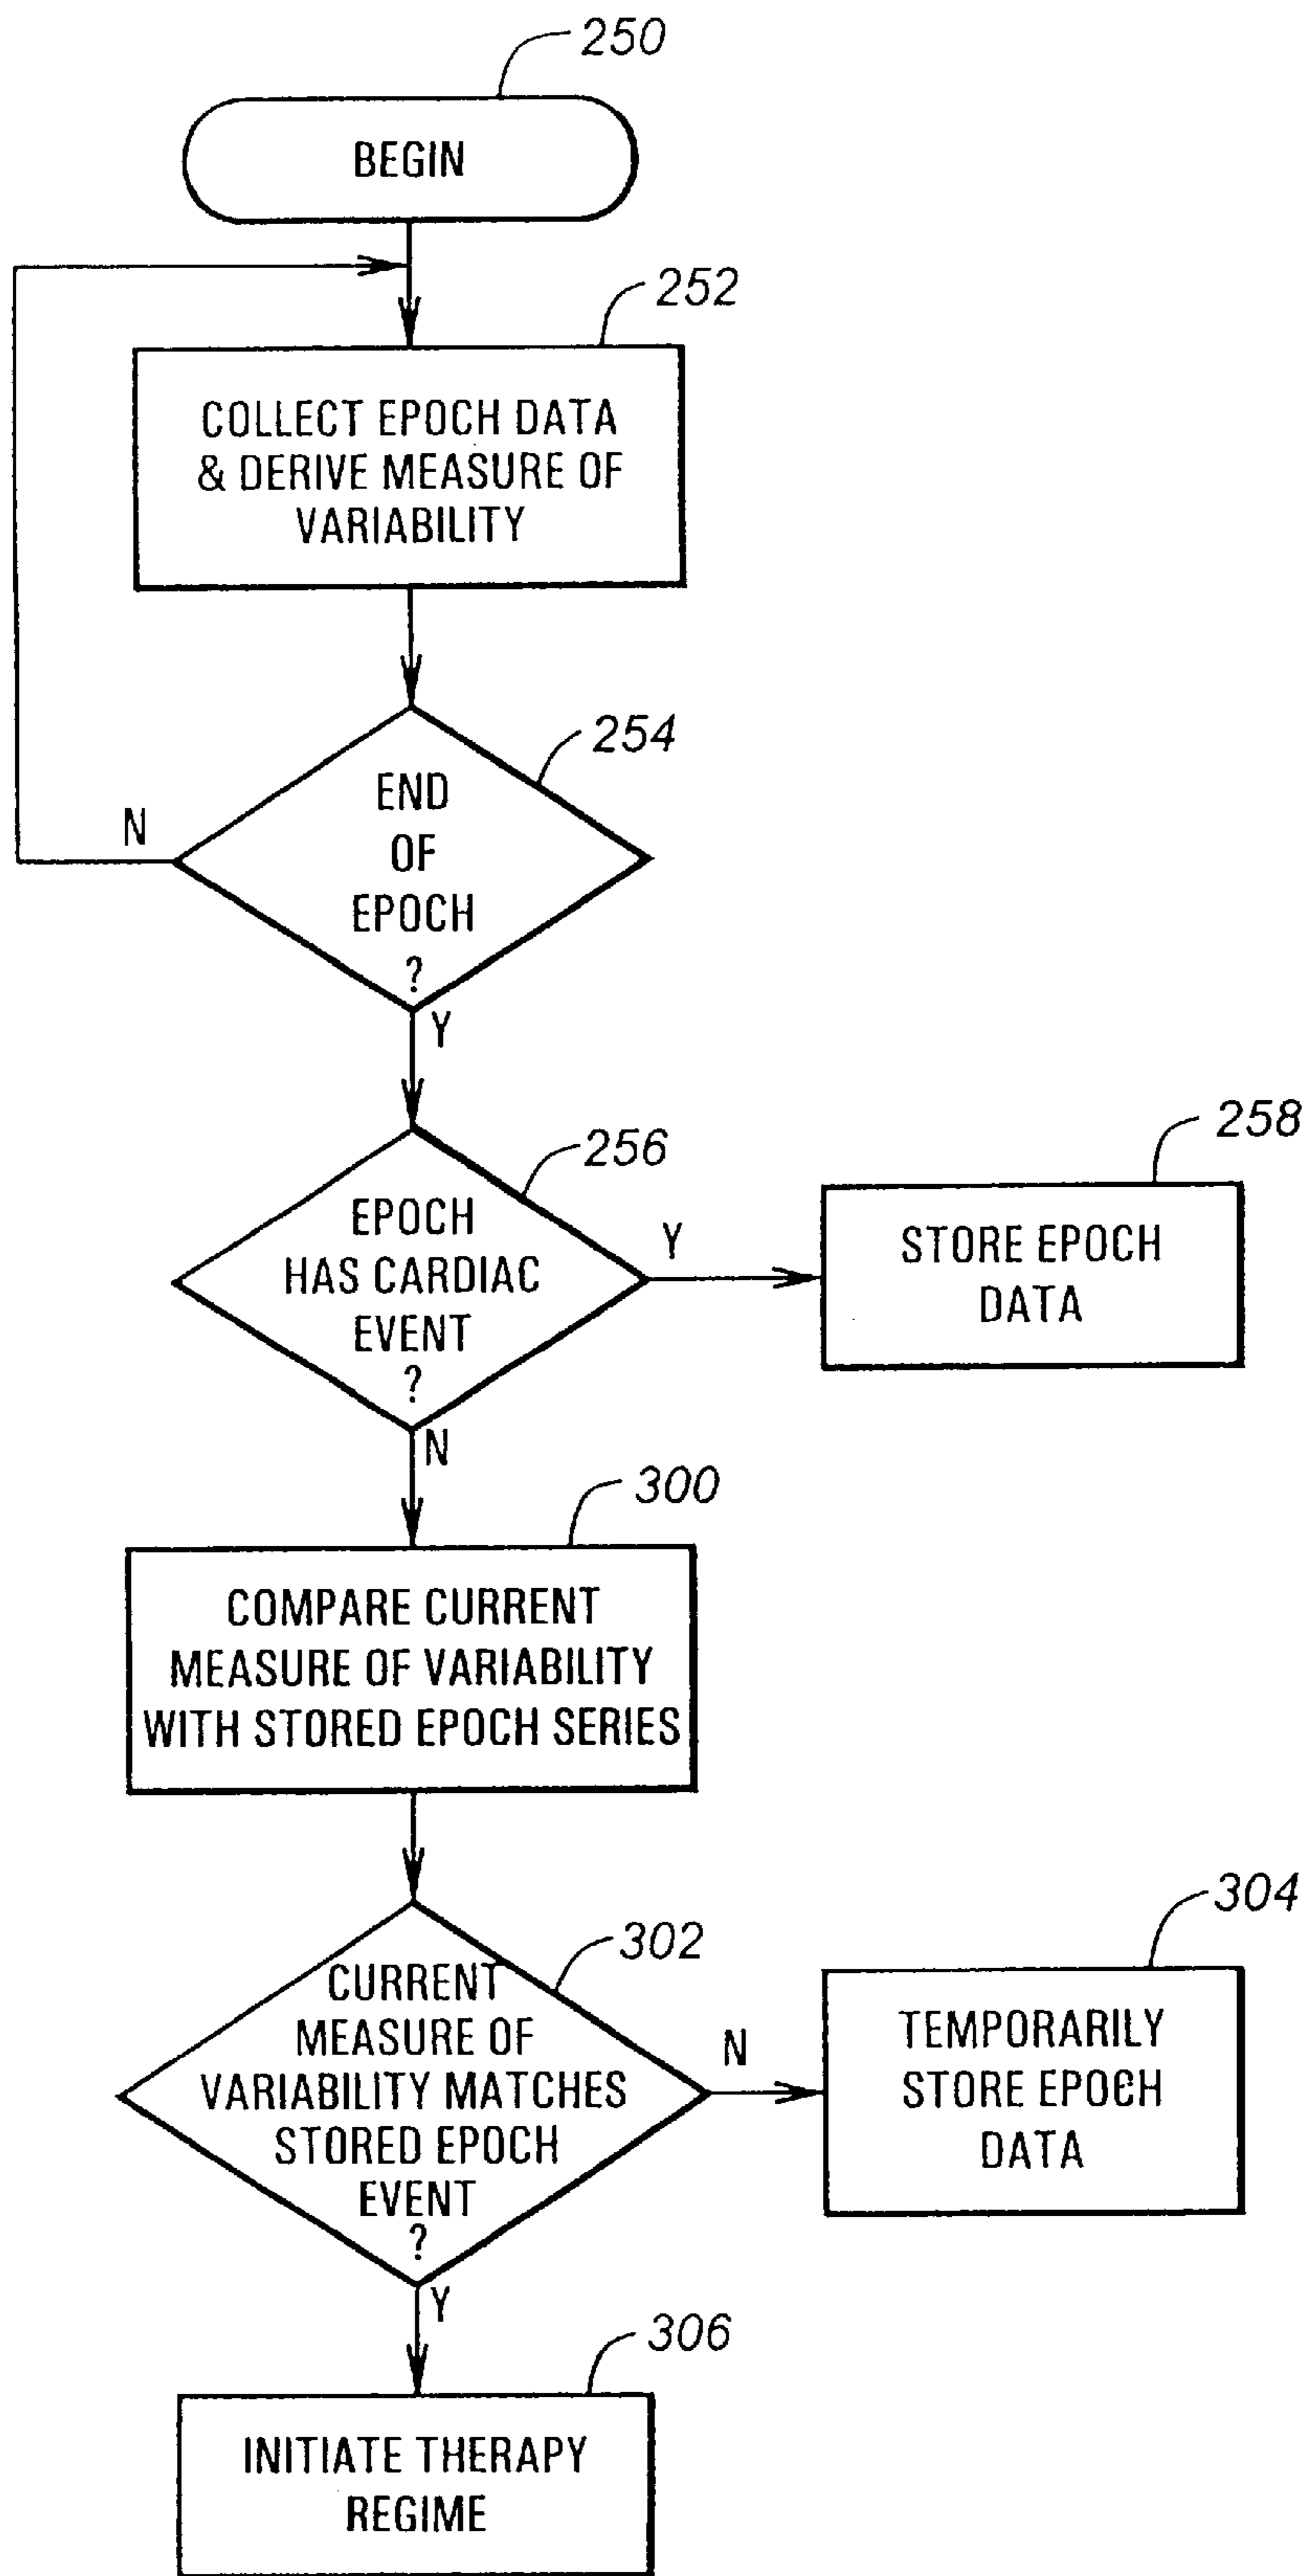 250
BEGIN
252
COLLECT EPOCH DATA
& DERIVE MEASURE OF
VARIABILITY
254
END
OF
EPOCH
?
N
Y
256
EPOCH
HAS CARDIAC
EVENT
?
Y
N
258
STORE EPOCH
DATA
300
COMPARE CURRENT
MEASURE OF VARIABILITY
WITH STORED EPOCH SERIES
302
CURRENT
MEASURE OF
VARIABILITY MATCHES
STORED EPOCH
EVENT
?
N
Y
304
TEMPORARILY
STORE EPOCH
DATA
306
INITIATE THERAPY
REGIME